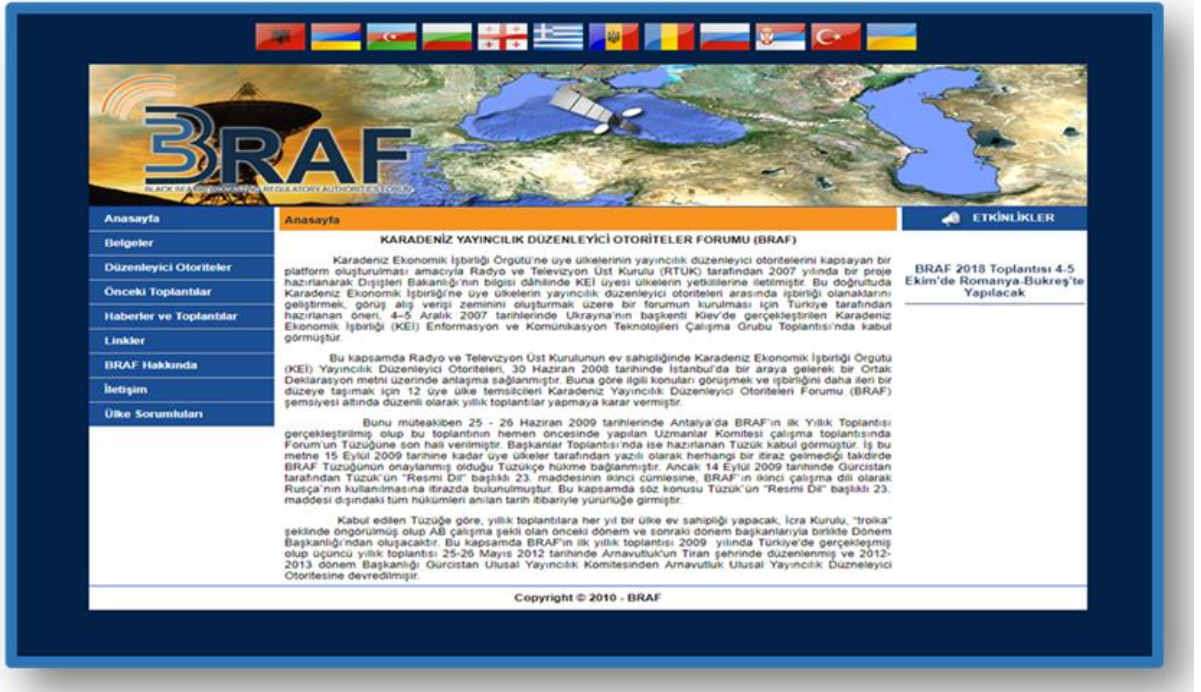 BRAF
BLACK SEA BROADCASTING REGULATORY AUTHORITIES FORUM
Anasayfa
Belgeler
Düzenleyici Otoriteler
Önceki Toplantılar
Haberler ve Toplantılar
Linkler
BRAF Hakkında
İletişim
Ülke Sorumluları
Anasayfa
KARADENİZ YAYINCILIK DÜZENLEYİCİ OTORİTELER FORUMU (BRAF)
Karadeniz Ekonomik İşbirliği Örgütü'ne üye ülkelerinin yayıncılık düzenleyici otoritelerini kapsayan bir
platform oluşturulması amacıyla Radyo ve Televizyon Üst Kurulu (RTÜK) tarafından 2007 yılında bir proje
hazırlanarak Dışişleri Bakanlığı'nın bilgisi dâhilinde KEİ üyesi ülkelerin yetkililerine iletilmiştir. Bu doğrultuda
Karadeniz Ekonomik İşbirliği'ne üye ülkelerin yayıncılık düzenleyici otoriteleri arasında işbirliği olanaklarını
geliştirmek, görüş alış verişi zeminini oluşturmak üzere bir forumun kurulması için Türkiye tarafından
hazırlanan öneri, 4–5 Aralık 2007 tarihlerinde Ukrayna'nın başkenti Kiev'de gerçekleştirilen Karadeniz
Ekonomik İşbirliği (KEİ) Enformasyon ve Komünikasyon Teknolojileri Çalışma Grubu Toplantısı'nda kabul
görmüştür.
Bu kapsamda Radyo ve Televizyon Üst Kurulunun ev sahipliğinde Karadeniz Ekonomik İşbirliği Örgütü
(KEİ) Yayıncılık Düzenleyici Otoriteleri, 30 Haziran 2008 tarihinde İstanbul'da bir araya gelerek bir Ortak
Deklarasyon metni üzerinde anlaşma sağlanmıştır. Buna göre ilgili konuları görüşmek ve işbirliğini daha ileri bir
düzeye taşımak için 12 üye ülke temsilcileri Karadeniz Yayıncılık Düzenleyici Otoriteleri Forumu (BRAF)
şemsiyesi altında düzenli olarak yıllık toplantılar yapmaya karar vermiştir.
Bunu müteakiben 25 - 26 Haziran 2009 tarihlerinde Antalya'da BRAF'ın ilk Yıllık Toplantısı
gerçekleştirilmiş olup bu toplantının hemen öncesinde yapılan Uzmanlar Komitesi çalışma toplantısında
Forum'un Tüzüğüne son hali verilmiştir. Başkanlar Toplantısı'nda ise hazırlanan Tüzük kabul görmüştür. İş bu
metne 15 Eylül 2009 tarihine kadar üye ülkeler tarafından yazılı olarak herhangi bir itiraz gelmediği takdirde
BRAF Tüzüğünün onaylanmış olduğu Tüzükçe hükme bağlanmıştır. Ancak 14 Eylül 2009 tarihinde Gürcistan
tarafından Tüzük'ün "Resmi Dil" başlıklı 23. maddesinin ikinci cümlesine, BRAF'ın ikinci çalışma dili olarak
Rusça'nın kullanılmasına itirazda bulunulmuştur. Bu kapsamda söz konusu Tüzük'ün "Resmi Dil" başlıklı 23.
maddesi dışındaki tüm hükümleri anılan tarih itibariyle yürürlüğe girmiştir.
Kabul edilen Tüzüğe göre, yıllık toplantılara her yıl bir ülke ev sahipliği yapacak, İcra Kurulu, "troika"
şeklinde öngörülmüş olup AB çalışma şekli olan önceki dönem ve sonraki dönem başkanlarıyla birlikte Dönem
Başkanlığı'ndan oluşacaktır. Bu kapsamda BRAF'ın ilk yıllık toplantısı 2009 yılında Türkiye'de gerçekleşmiş
olup üçüncü yıllık toplantısı 25-26 Mayıs 2012 tarihinde Arnavutluk'un Tiran şehrinde düzenlenmiş ve 2012-
2013 dönem Başkanlığı Gürcistan Ulusal Yayıncılık Komitesinden Arnavutluk Ulusal Yayıncılık Düzneleyici
Otoritesine devredilmişir.
ETKİNLİKLER
BRAF 2018 Toplantısı 4-5
Ekim'de Romanya-Bükreş'te
Yapılacak
Copyright © 2010 - BRAF